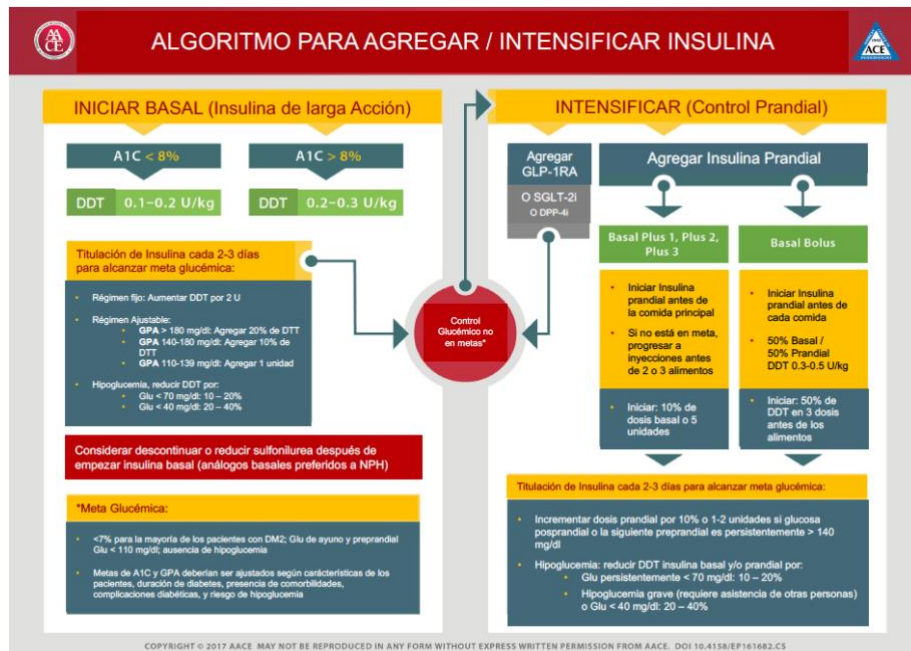 AACE
ALGORITMO PARA AGREGAR / INTENSIFICAR INSULINA
ACE
INICIAR BASAL (Insulina de larga Acción)
A1C < 8%
A1C > 8%
DDT 0.1–0.2 U/kg
DDT 0.2–0.3 U/kg
Titulación de Insulina cada 2-3 días
para alcanzar meta glucémica:
• Régimen fijo: Aumentar DDT por 2 U
• Régimen Ajustable:
• GPA > 180 mg/dl: Agregar 20% de DTT
• GPA 140-180 mg/dl: Agregar 10% de
DTT
• GPA 110-139 mg/dl: Agregar 1 unidad
• Hipoglucemia, reducir DDT por:
• Glu < 70 mg/dl: 10 – 20%
• Glu < 40 mg/dl: 20 – 40%
Considerar descontinuar o reducir sulfonilurea después de
empezar insulina basal (análogos basales preferidos a NPH)
*Meta Glucémica:
• <7% para la mayoría de los pacientes con DM2; Glu de ayuno y preprandial
Glu < 110 mg/dl; ausencia de hipoglucemia
• Metas de A1C y GPA deberían ser ajustados según carácterísticas de los
pacientes, duración de diabetes, presencia de comorbilidades,
complicaciones diabéticas, y riesgo de hipoglucemia
Control
Glucémico no
en metas*
INTENSIFICAR (Control Prandial)
Agregar
GLP-1RA
O SGLT-2i
O DPP-4i
Agregar Insulina Prandial
Basal Plus 1, Plus 2,
Plus 3
• Iniciar Insulina
prandial antes de
la comida principal
• Si no está en meta,
progresar a
inyecciones antes
de 2 o 3 alimentos
• Iniciar: 10% de
dosis basal o 5
unidades
Basal Bolus
• Iniciar Insulina
prandial antes de
cada comida
• 50% Basal /
50% Prandial
DDT 0.3-0.5 U/kg
• Iniciar: 50% de
DDT en 3 dosis
antes de los
alimentos
Titulación de Insulina cada 2-3 días para alcanzar meta glucémica:
• Incrementar dosis prandial por 10% o 1-2 unidades si glucosa
posprandial o la siguiente preprandial es persistentemente > 140
mg/dl
• Hipoglucemia: reducir DDT insulina basal y/o prandial por:
• Glu persistentemente < 70 mg/dl: 10 – 20%
• Hipoglucemia grave (requiere asistencia de otras personas)
o Glu < 40 mg/dl: 20 – 40%
COPYRIGHT © 2017 AACE MAY NOT BE REPRODUCED IN ANY FORM WITHOUT EXPRESS WRITTEN PERMISSION FROM AACE. DOI 10.4158/EP161682.CS